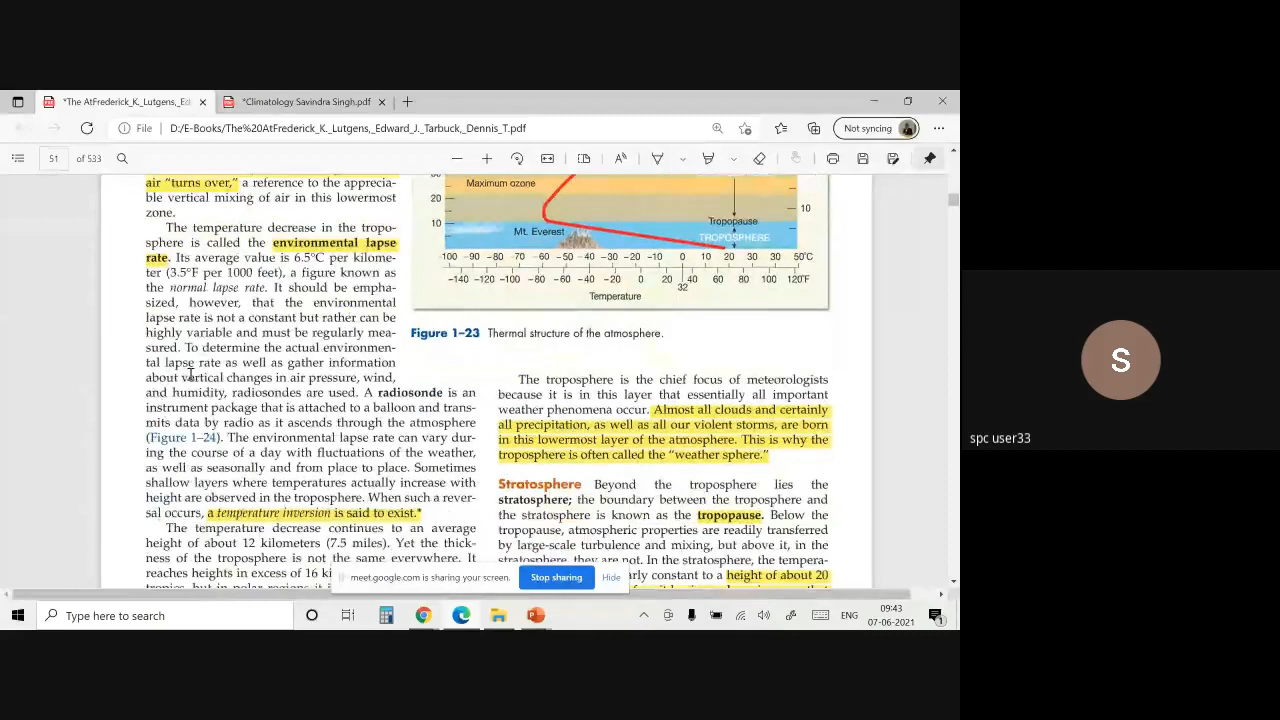 *The AtFrederick_K._Lutgens,_Ed
*Climatology Savindra Singh.pdf
File
D:/E-Books/The%20AtFrederick_K._Lutgens,_Edward_J._Tarbuck,_Dennis_T.pdf
Not syncing
51 of 533
air “turns over,” a reference to the apprecia-
ble vertical mixing of air in this lowermost
zone.
The temperature decrease in the tropo-
sphere is called the environmental lapse
rate. Its average value is 6.5°C per kilome-
ter (3.5°F per 1000 feet), a figure known as
the normal lapse rate. It should be empha-
sized, however, that the environmental
lapse rate is not a constant but rather can be
highly variable and must be regularly mea-
sured. To determine the actual environmen-
tal lapse rate as well as gather information
about vertical changes in air pressure, wind,
and humidity, radiosondes are used. A radiosonde is an
instrument package that is attached to a balloon and trans-
mits data by radio as it ascends through the atmosphere
(Figure 1–24). The environmental lapse rate can vary dur-
ing the course of a day with fluctuations of the weather,
as well as seasonally and from place to place. Sometimes
shallow layers where temperatures actually increase with
height are observed in the troposphere. When such a rever-
sal occurs, a temperature inversion is said to exist.*
The temperature decrease continues to an average
height of about 12 kilometers (7.5 miles). Yet the thick-
ness of the troposphere is not the same everywhere. It
reaches heights in excess of 16 ki
Maximum ozone
20
10
10
Tropopause
Mt. Everest
TROPOSPHERE
-100 -90 -80 -70 -60 -50 -40 -30 -20 -10 0 10 20 30 30 50°C
-140 -120 -100 -80 -60 -40 -20 0 20 40 60 80 100 120°F
32
Temperature
Figure 1–23 Thermal structure of the atmosphere.
The troposphere is the chief focus of meteorologists
because it is in this layer that essentially all important
weather phenomena occur. Almost all clouds and certainly
all precipitation, as well as all our violent storms, are born
in this lowermost layer of the atmosphere. This is why the
troposphere is often called the “weather sphere.”
Stratosphere Beyond the troposphere lies the
stratosphere; the boundary between the troposphere and
the stratosphere is known as the tropopause. Below the
tropopause, atmospheric properties are readily transferred
by large-scale turbulence and mixing, but above it, in the
stratosphere, they are not. In the stratosphere, the tempera-
arly constant to a height of about 20
meet.google.com is sharing your screen.
Stop sharing
Hide
Type here to search
ENG
09:43
07-06-2021
1
S
spc user33